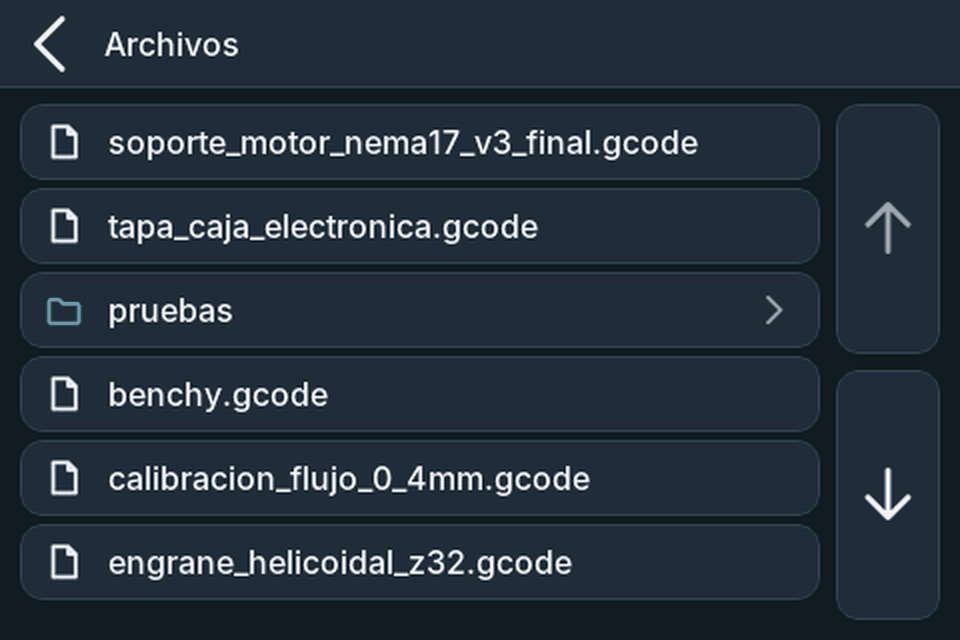 Archivos
soporte_motor_nema17_v3_final.gcode
tapa_caja_electronica.gcode
pruebas
benchy.gcode
calibracion_flujo_0_4mm.gcode
engrane_helicoidal_z32.gcode